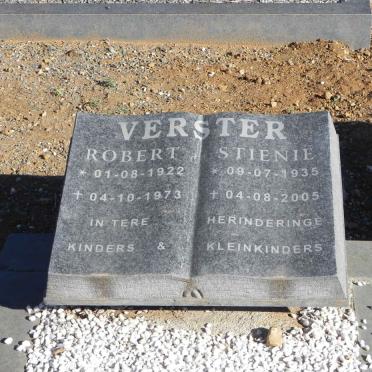 VERSTER
ROBERT STIENIE
* 01-08-1922 * 09-07-1935
✝ 04-10-1973 ✝ 04-08-2005
IN TERE HERINDERINGE
KINDERS & KLEINKINDERS